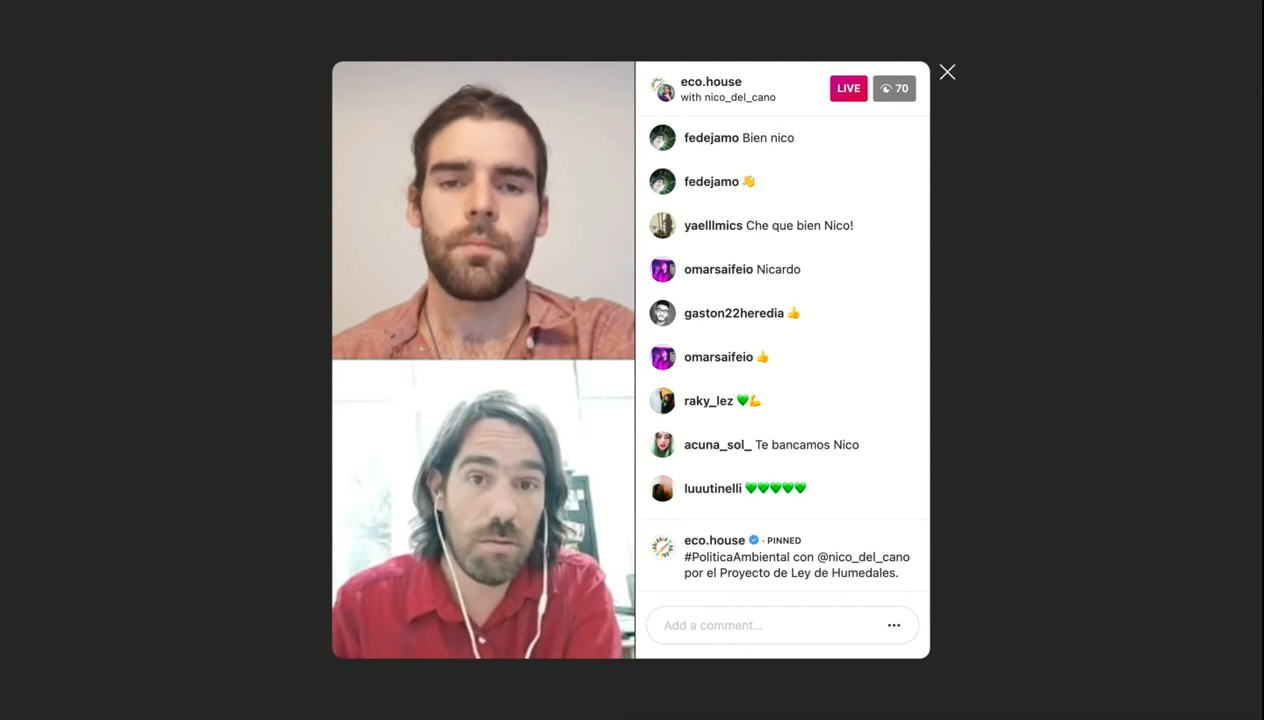 eco.house
with nico_del_cano
LIVE
70
fedejamo Bien nico
fedejamo 👋
yaelllmics Che que bien Nico!
omarsaifeio Nicardo
gaston22heredia 👍
omarsaifeio 👍
raky_lez 💚💪
acuna_sol_ Te bancamos Nico
luuutinelli 💚💚💚💚💚
eco.house · PINNED
#PoliticaAmbiental con @nico_del_cano
por el Proyecto de Ley de Humedales.
Add a comment...